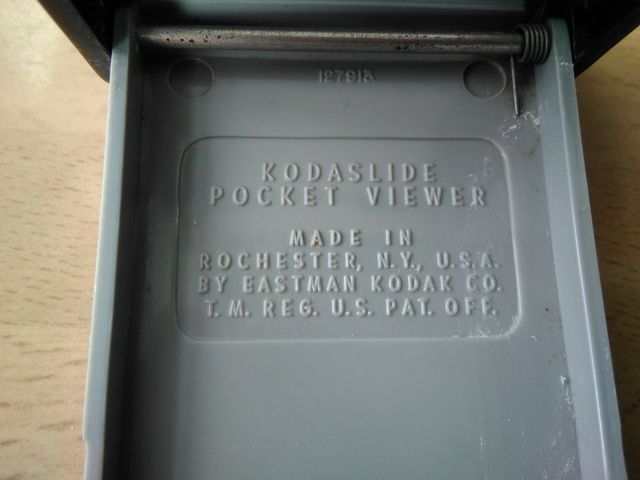 127913
KODASLIDE
POCKET VIEWER
MADE IN
ROCHESTER, N.Y., U.S.A.
BY EASTMAN KODAK CO.
T. M. REG. U.S. PAT. OFF.